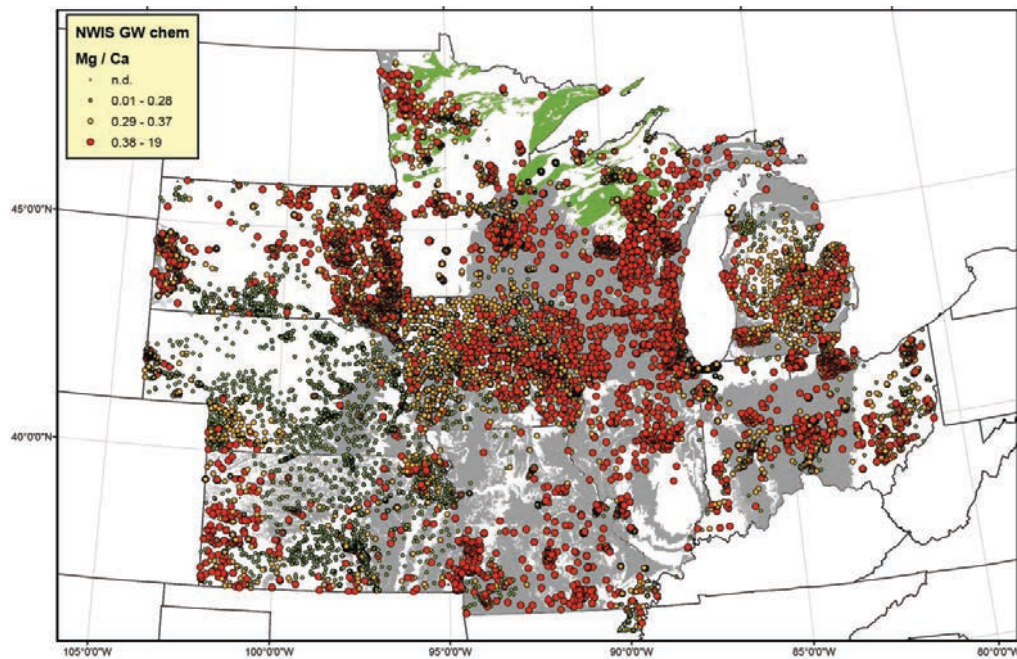 NWIS GW chem
Mg / Ca
n.d.
0.01 - 0.28
0.29 - 0.37
0.38 - 19
45°0'0"N
40°0'0"N
105°0'0"W
100°0'0"W
95°0'0"W
90°0'0"W
85°0'0"W
80°0'0"W